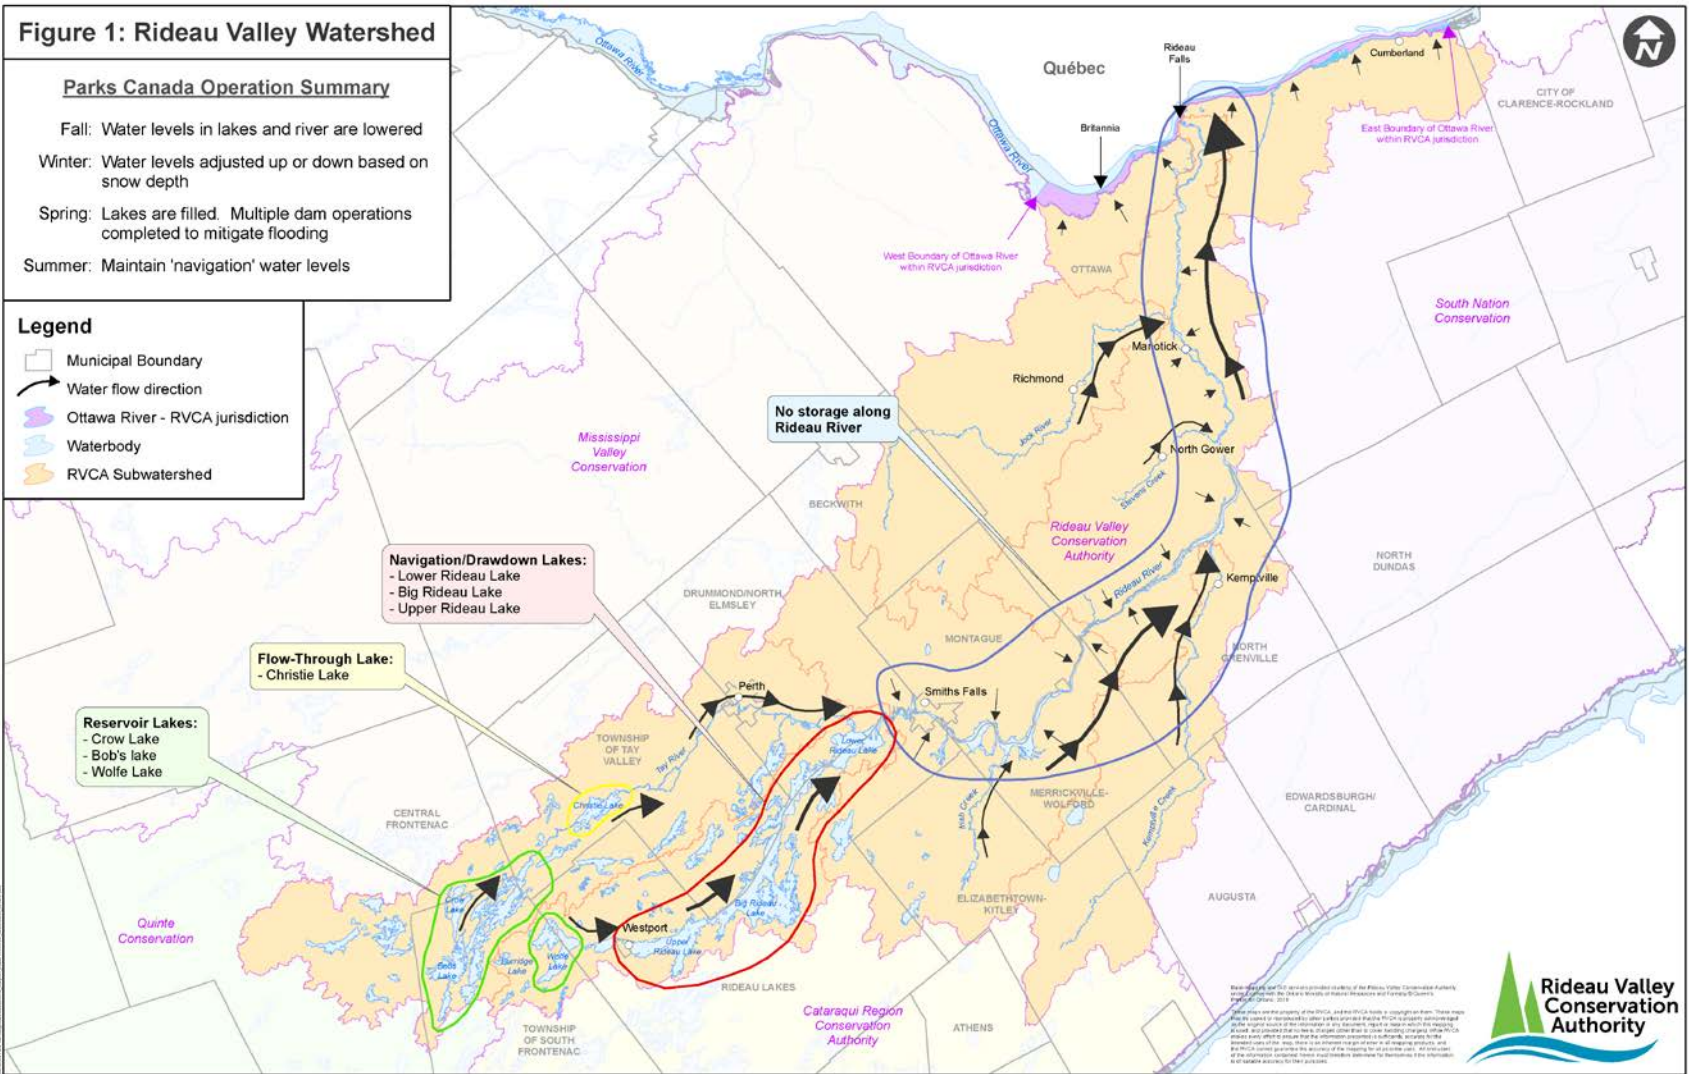 Figure 1: Rideau Valley Watershed
Parks Canada Operation Summary
Fall: Water levels in lakes and river are lowered
Winter: Water levels adjusted up or down based on
snow depth
Spring: Lakes are filled. Multiple dam operations
completed to mitigate flooding
Summer: Maintain 'navigation' water levels
Legend
Municipal Boundary
Water flow direction
Ottawa River - RVCA jurisdiction
Waterbody
RVCA Subwatershed
Ottawa River
Québec
Rideau
Falls
Cumberland
N
CITY OF
CLARENCE-ROCKLAND
East Boundary of Ottawa River
within RVCA jurisdiction
Britannia
Ottawa River
West Boundary of Ottawa River
within RVCA jurisdiction
OTTAWA
South Nation
Conservation
Manotick
Richmond
Jock River
No storage along
Rideau River
North Gower
Stevens Creek
Mississippi
Valley
Conservation
BECKWITH
Rideau Valley
Conservation
Authority
NORTH
DUNDAS
Rideau River
Kemptville
Navigation/Drawdown Lakes:
- Lower Rideau Lake
- Big Rideau Lake
- Upper Rideau Lake
DRUMMOND/NORTH
ELMSLEY
MONTAGUE
NORTH
GRENVILLE
Flow-Through Lake:
- Christie Lake
Perth
Smiths Falls
Reservoir Lakes:
- Crow Lake
- Bob's lake
- Wolfe Lake
TOWNSHIP
OF TAY
VALLEY
Tay River
Lower
Rideau Lake
Christie Lake
CENTRAL
FRONTENAC
MERRICKVILLE-
WOLFORD
Irish Creek
Kemptville Creek
EDWARDSBURGH/
CARDINAL
Crow
Lake
Big Rideau
Lake
ELIZABETHTOWN-
KITLEY
AUGUSTA
Quinte
Conservation
Westport
Upper
Rideau Lake
Bobs
Lake
Burridge
Lake
Wolfe
Lake
RIDEAU LAKES
Cataraqui Region
Conservation
Authority
ATHENS
TOWNSHIP
OF SOUTH
FRONTENAC
Rideau Valley
Conservation
Authority